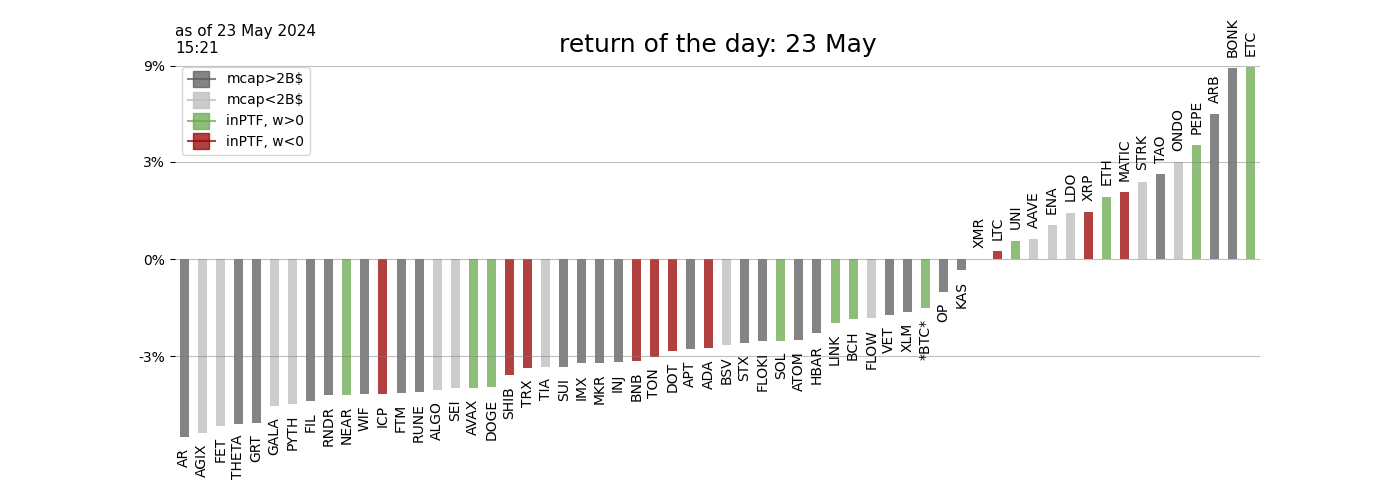 as of 23 May 2024
15:21
return of the day: 23 May
mcap>2B$
mcap<2B$
inPTF, w>0
inPTF, w<0
9%
3%
0%
-3%
AR
AGIX
FET
THETA
GRT
GALA
PYTH
FIL
RNDR
NEAR
WIF
ICP
FTM
RUNE
ALGO
SEI
AVAX
DOGE
SHIB
TRX
TIA
SUI
IMX
MKR
INJ
BNB
TON
DOT
APT
ADA
BSV
STX
FLOKI
SOL
ATOM
HBAR
LINK
BCH
FLOW
VET
XLM
*BTC*
OP
KAS
XMR
LTC
UNI
AAVE
ENA
LDO
XRP
ETH
MATIC
STRK
TAO
ONDO
PEPE
ARB
BONK
ETC